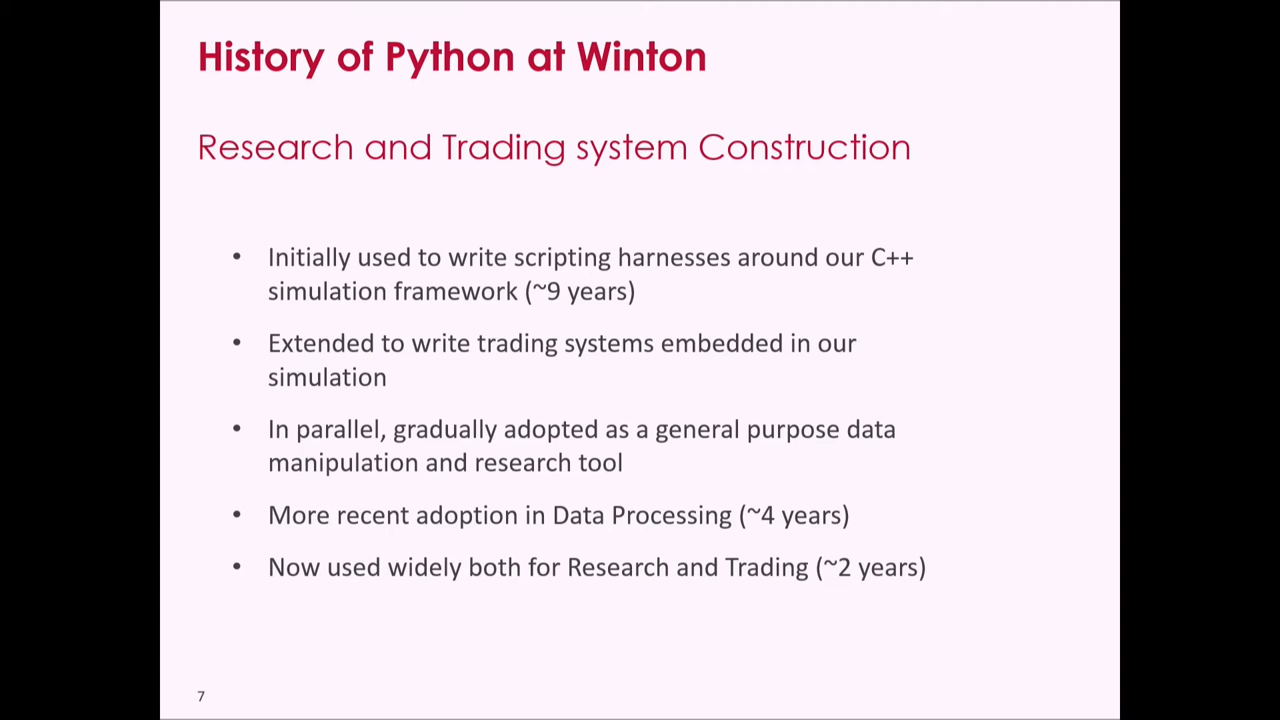 History of Python at Winton
Research and Trading system Construction
• Initially used to write scripting harnesses around our C++
simulation framework (~9 years)
• Extended to write trading systems embedded in our
simulation
• In parallel, gradually adopted as a general purpose data
manipulation and research tool
• More recent adoption in Data Processing (~4 years)
• Now used widely both for Research and Trading (~2 years)
7